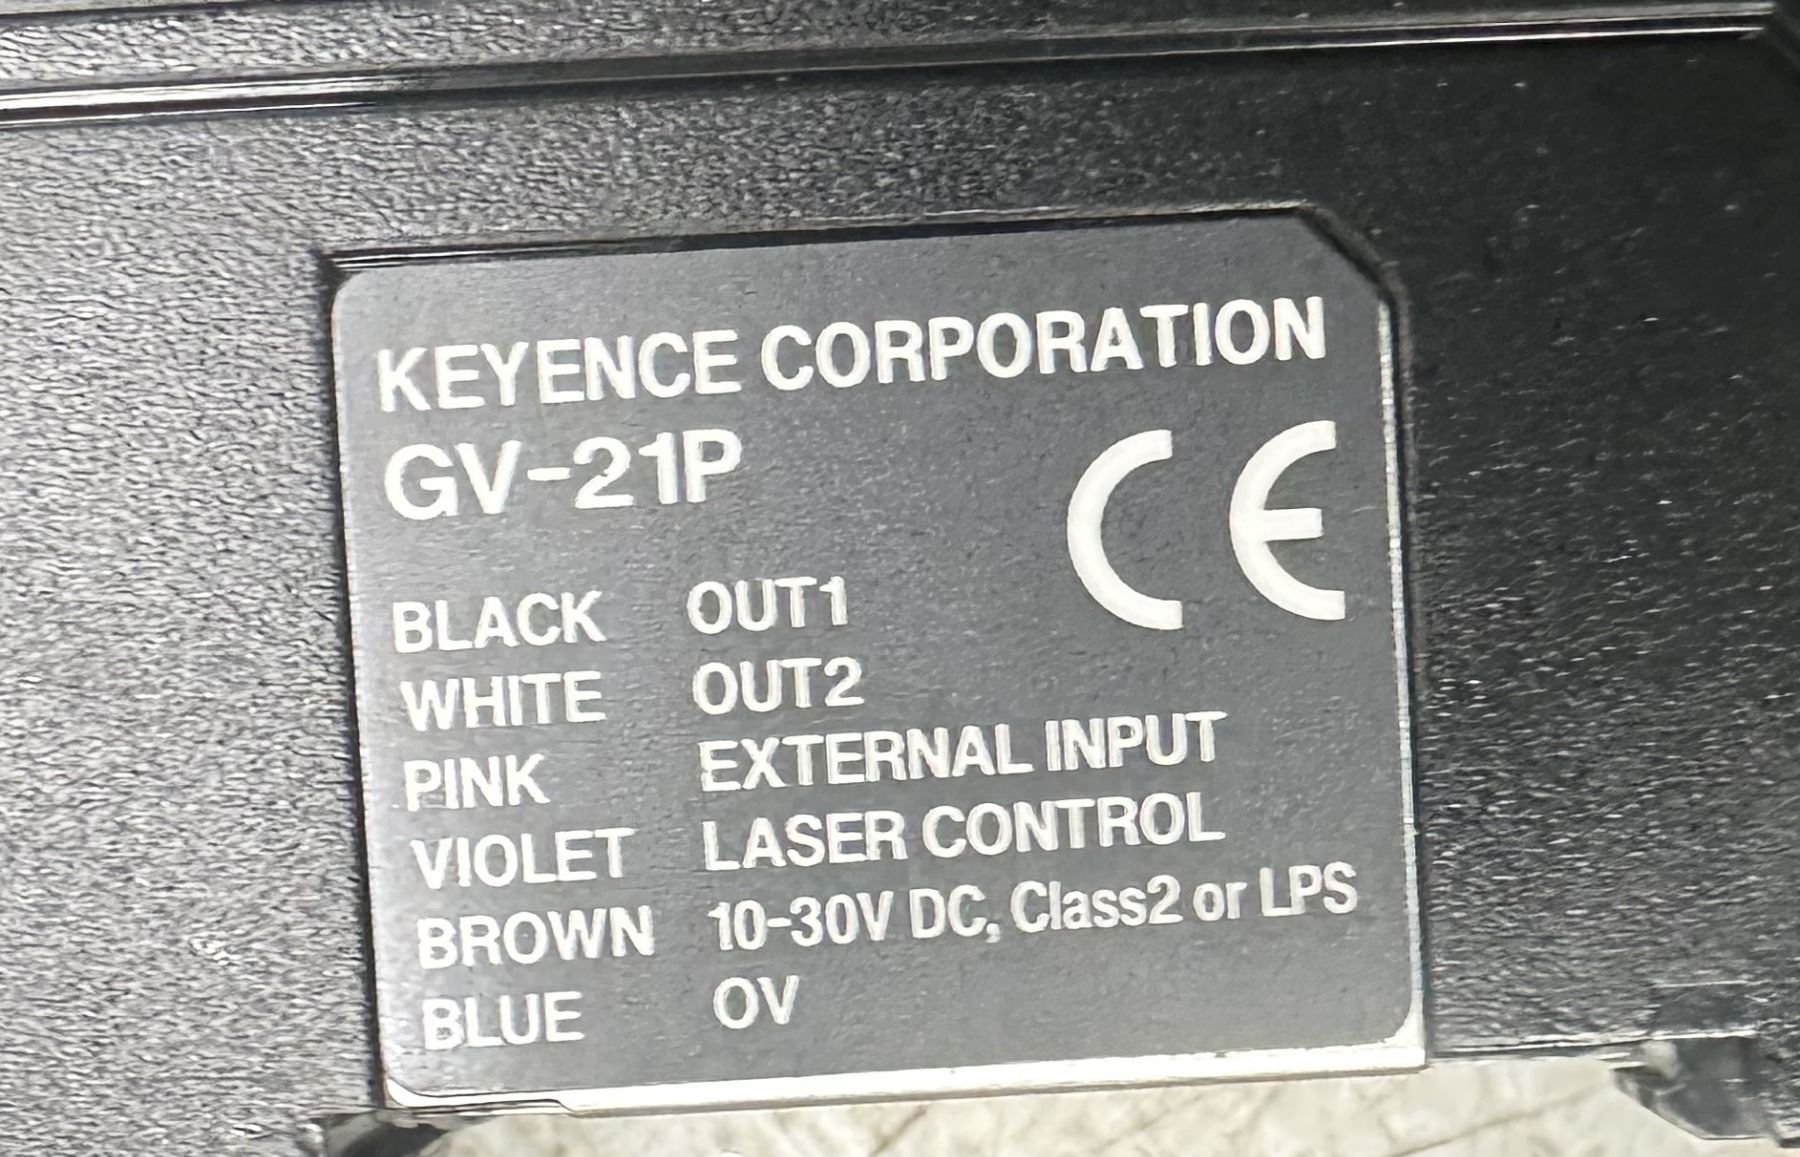 KEYENCE CORPORATION
GV-21P
CE
BLACK OUT1
WHITE OUT2
PINK EXTERNAL INPUT
VIOLET LASER CONTROL
BROWN 10-30V DC, Class2 or LPS
BLUE 0V